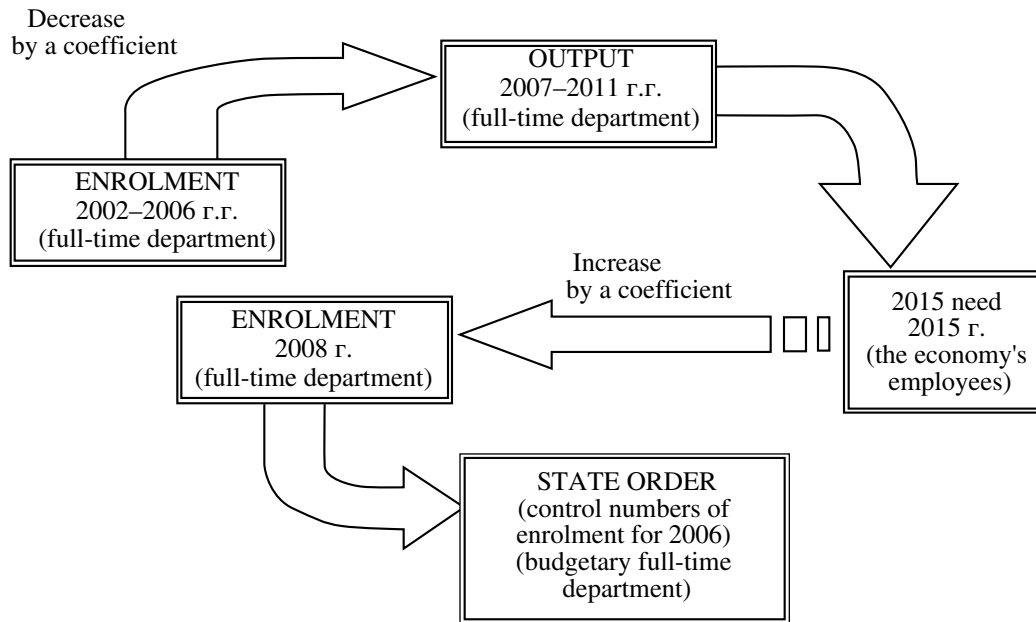 Decrease
by a coefficient
OUTPUT
2007–2011 г.г.
(full-time department)
ENROLMENT
2002–2006 г.г.
(full-time department)
Increase
by a coefficient
2015 need
2015 г.
(the economy's
employees)
ENROLMENT
2008 г.
(full-time department)
STATE ORDER
(control numbers of
enrolment for 2006)
(budgetary full-time
department)